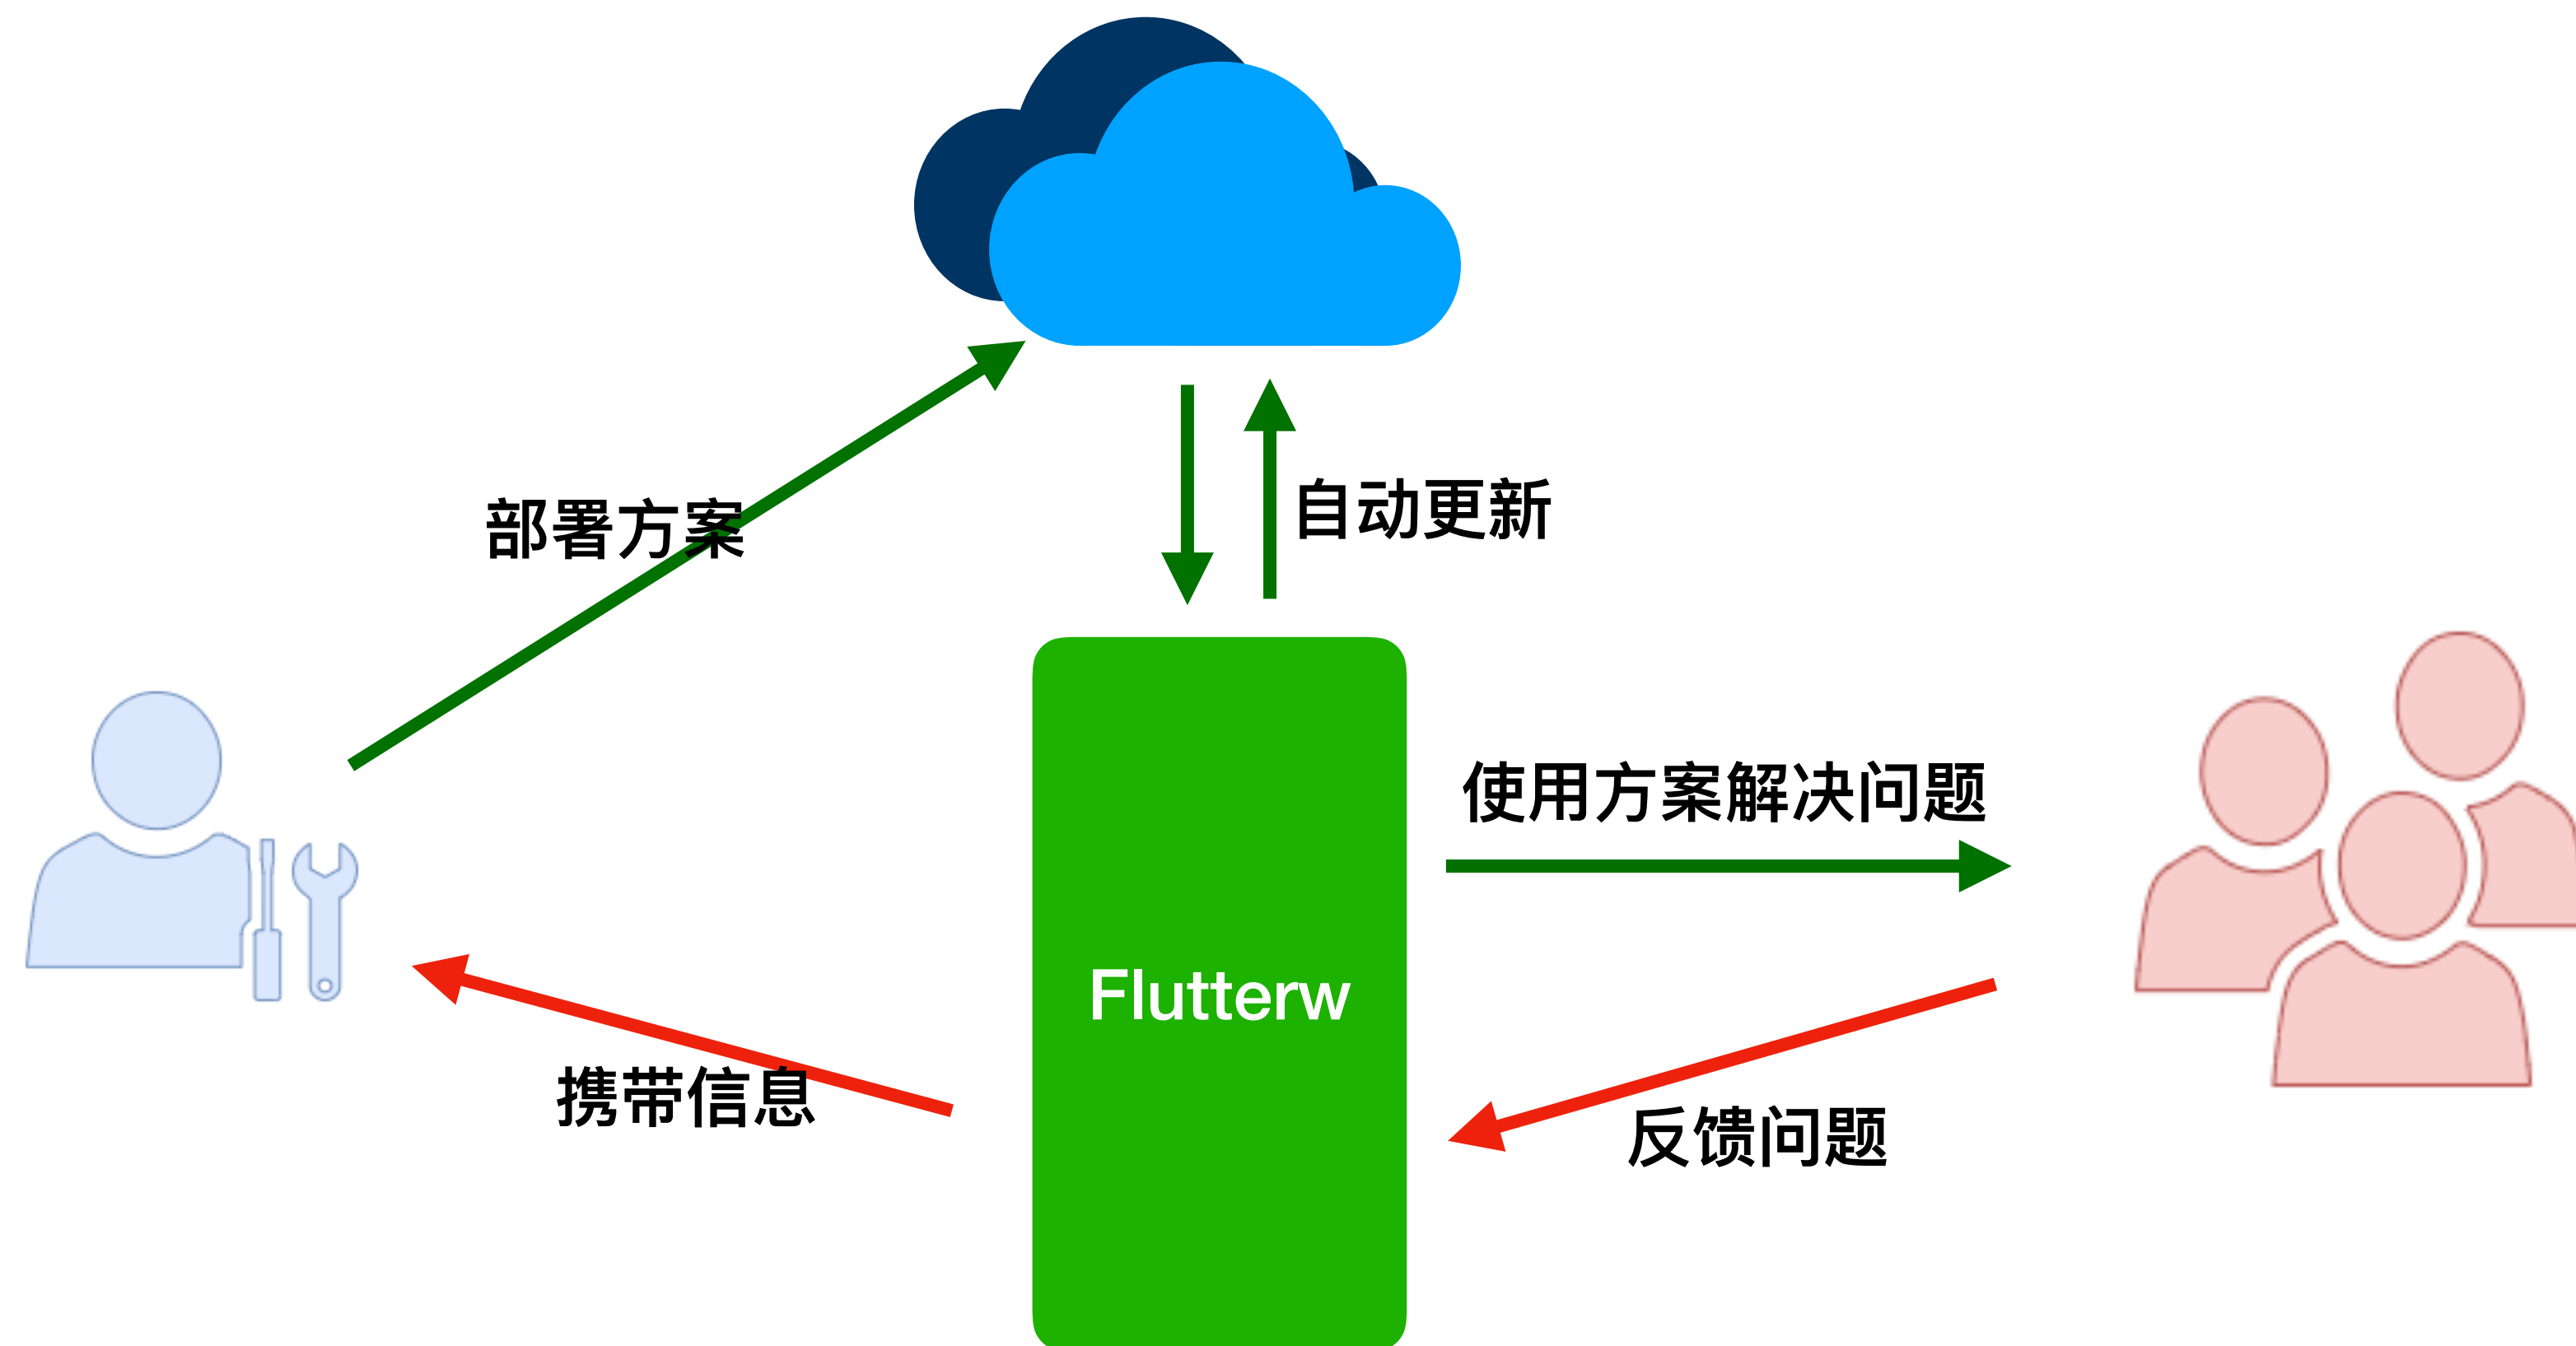 部署方案
自动更新
使用方案解决问题
Flutterw
携带信息
反馈问题